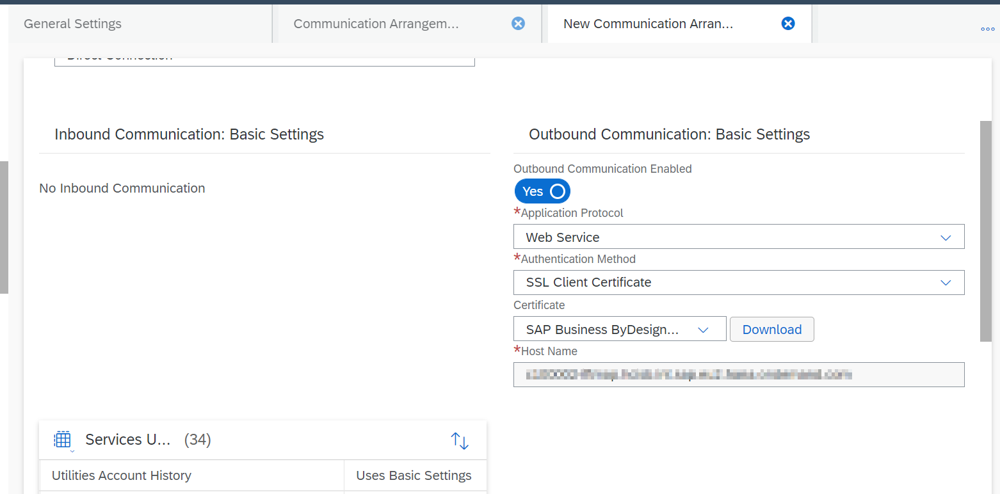 General Settings
Communication Arrangem...
New Communication Arran...
Direct Connection
Inbound Communication: Basic Settings
No Inbound Communication
Outbound Communication: Basic Settings
Outbound Communication Enabled
Yes
*Application Protocol
Web Service
*Authentication Method
SSL Client Certificate
Certificate
SAP Business ByDesign...
Download
*Host Name
Services U... (34)
Utilities Account History
Uses Basic Settings